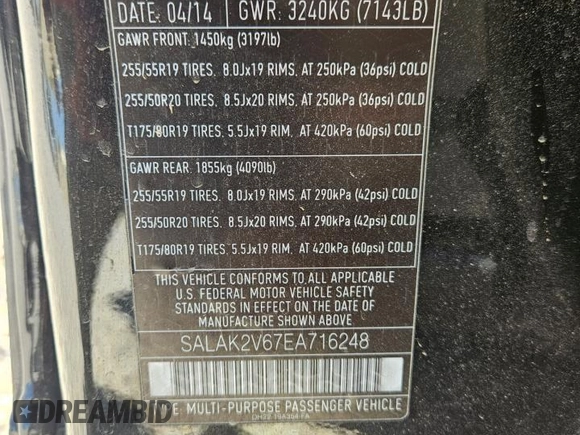 DATE: 04/14 GWR: 3240KG (7143LB)
GAWR FRONT: 1450kg (3197lb)
255/55R19 TIRES. 8.0Jx19 RIMS, AT 250kPa (36psi) COLD
255/50R20 TIRES. 8.5Jx20 RIMS, AT 250kPa (36psi) COLD
T175/80R19 TIRES. 5.5Jx19 RIM, AT 420kPa (60psi) COLD
GAWR REAR: 1855kg (4090lb)
255/55R19 TIRES. 8.0Jx19 RIMS, AT 290kPa (42psi) COLD
255/50R20 TIRES. 8.5Jx20 RIMS, AT 290kPa (42psi) COLD
T175/80R19 TIRES. 5.5Jx19 RIM, AT 420kPa (60psi) COLD
THIS VEHICLE CONFORMS TO ALL APPLICABLE
U.S. FEDERAL MOTOR VEHICLE SAFETY
STANDARDS IN EFFECT ON THE DATE OF
MANUFACTURE SHOWN ABOVE
SALAK2V67EA716248
MULTI-PURPOSE PASSENGER VEHICLE
DREAMBID